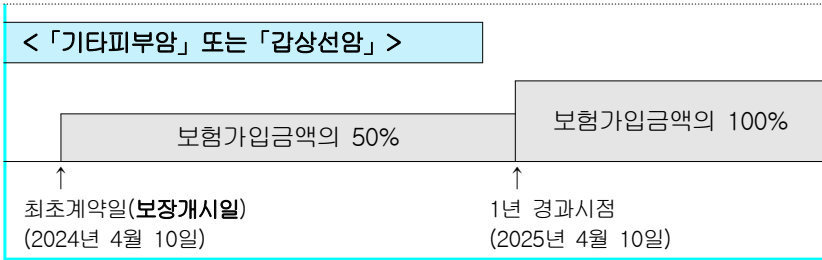 <「기타피부암」 또는 「갑상선암」>
보험가입금액의 50%
보험가입금액의 100%
↑
↑
최초계약일(보장개시일)
1년 경과시점
(2024년 4월 10일)
(2025년 4월 10일)